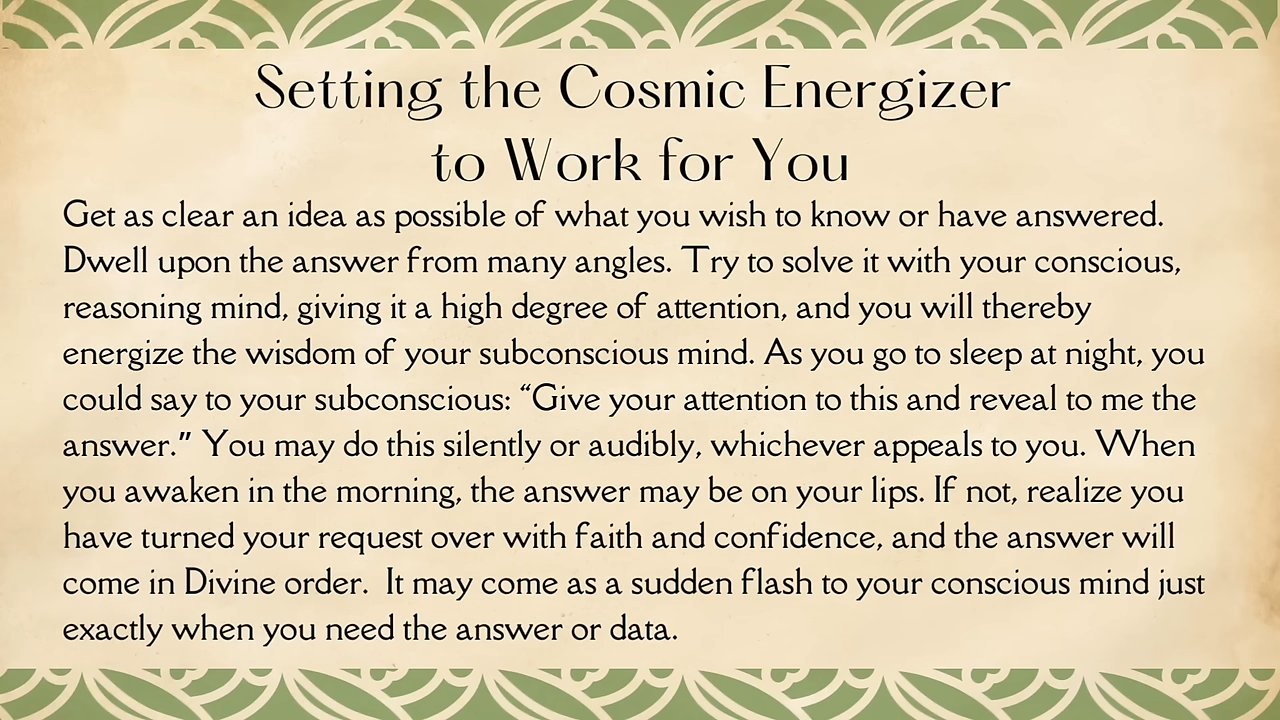 Setting the Cosmic Energizer
to Work for You
Get as clear an idea as possible of what you wish to know or have answered.
Dwell upon the answer from many angles. Try to solve it with your conscious,
reasoning mind, giving it a high degree of attention, and you will thereby
energize the wisdom of your subconscious mind. As you go to sleep at night, you
could say to your subconscious: “Give your attention to this and reveal to me the
answer." You may do this silently or audibly, whichever appeals to you. When
you awaken in the morning, the answer may be on your lips. If not, realize you
have turned your request over with faith and confidence, and the answer will
come in Divine order.  It may come as a sudden flash to your conscious mind just
exactly when you need the answer or data.